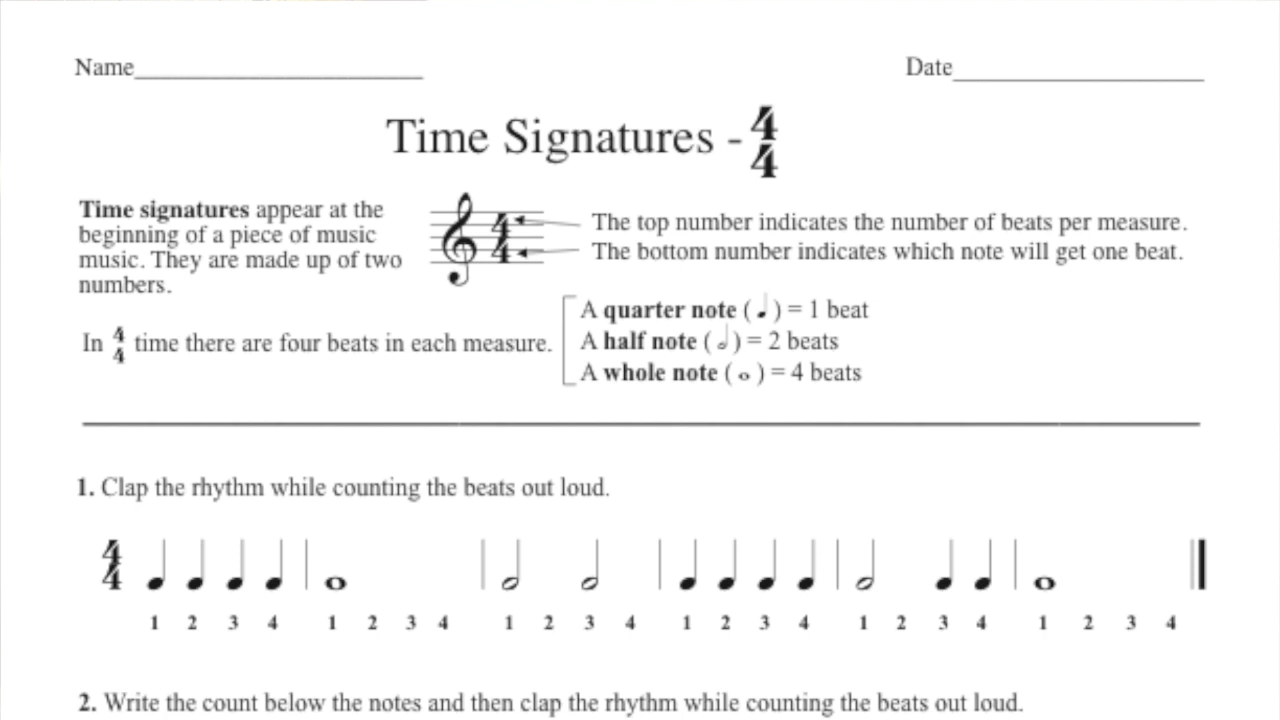 Name Date
Time Signatures - 4/4
Time signatures appear at the
beginning of a piece of music
music. They are made up of two
numbers.
4/4
The top number indicates the number of beats per measure.
The bottom number indicates which note will get one beat.
In 4/4 time there are four beats in each measure.
A quarter note (♩) = 1 beat
A half note (𝅗𝅥) = 2 beats
A whole note (𝅝) = 4 beats
1. Clap the rhythm while counting the beats out loud.
4/4
1 2 3 4 1 2 3 4 1 2 3 4 1 2 3 4 1 2 3 4 1 2 3 4
2. Write the count below the notes and then clap the rhythm while counting the beats out loud.